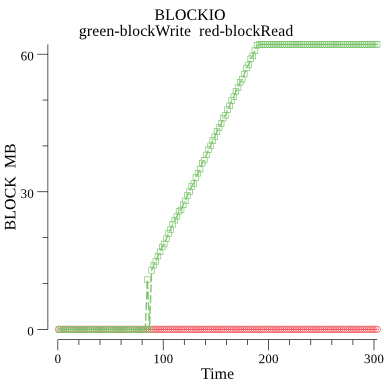 BLOCKIO
green-blockWrite red-blockRead
60
30
0
BLOCK MB
0 100 200 300
Time